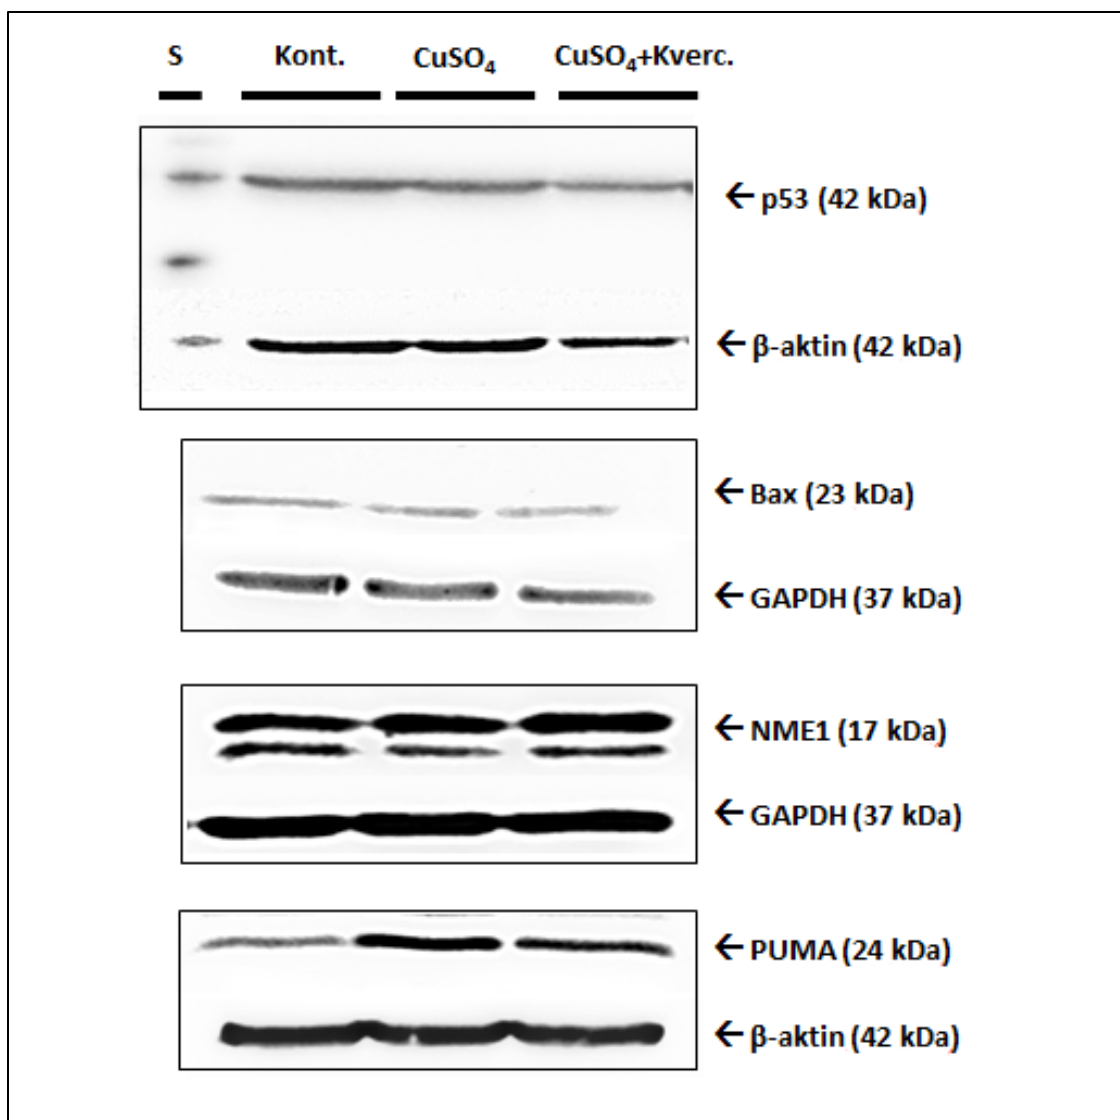 S Kont. CuSO₄ CuSO₄+Kverc.
← p53 (42 kDa)
← β-aktin (42 kDa)
← Bax (23 kDa)
← GAPDH (37 kDa)
← NME1 (17 kDa)
← GAPDH (37 kDa)
← PUMA (24 kDa)
← β-aktin (42 kDa)